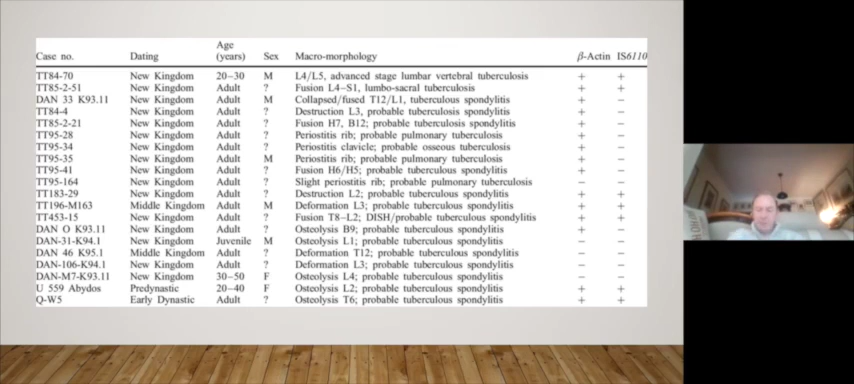 Case no. Dating Age (years) Sex Macro-morphology β-Actin IS6110
TT84-70 New Kingdom 20–30 M L4/L5, advanced stage lumbar vertebral tuberculosis + +
TT85-2-51 New Kingdom Adult ? Fusion L4–S1, lumbo-sacral tuberculosis + +
DAN 33 K93.11 New Kingdom Adult M Collapsed/fused T12/L1, tuberculous spondylitis + −
TT84-4 New Kingdom Adult ? Destruction L3, probable tuberculosis spondylitis + −
TT85-2-21 New Kingdom Adult ? Fusion H7, B12; probable tuberculosis spondylitis + −
TT95-28 New Kingdom Adult ? Periostitis rib; probable pulmonary tuberculosis + −
TT95-34 New Kingdom Adult ? Periostitis clavicle; probable osseous tuberculosis + −
TT95-35 New Kingdom Adult M Periostitis rib; probable pulmonary tuberculosis + −
TT95-41 New Kingdom Adult ? Fusion H6/H5; probable tuberculous spondylitis + −
TT95-164 New Kingdom Adult ? Slight periostitis rib; probable pulmonary tuberculosis − −
TT183-29 New Kingdom Adult ? Destruction L2; probable tuberculous spondylitis + +
TT196-M163 Middle Kingdom Adult M Deformation L3; probable tuberculous spondylitis + +
TT453-15 New Kingdom Adult ? Fusion T8–L2; DISH/probable tuberculous spondylitis + +
DAN O K93.11 New Kingdom Adult ? Osteolysis B9; probable tuberculous spondylitis + −
DAN-31-K94.1 New Kingdom Juvenile M Osteolysis L1; probable tuberculous spondylitis − −
DAN 46 K95.1 Middle Kingdom Adult ? Deformation T12; probable tuberculous spondylitis − −
DAN-106-K94.1 New Kingdom Adult ? Deformation L3; probable tuberculous spondylitis − −
DAN-M7-K93.11 New Kingdom 30–50 F Osteolysis L4; probable tuberculous spondylitis − −
U 559 Abydos Predynastic 20–40 F Osteolysis L2; probable tuberculous spondylitis + +
Q-W5 Early Dynastic Adult ? Osteolysis T6; probable tuberculous spondylitis + +